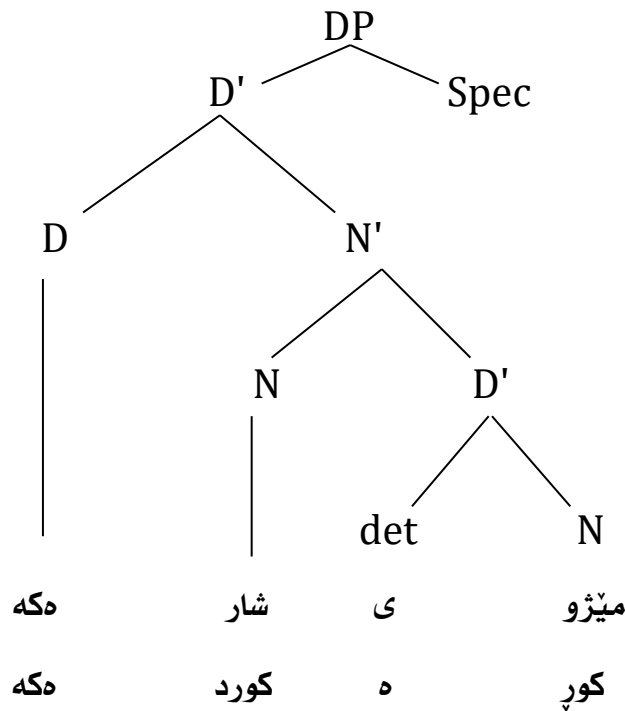 DP
D' Spec
D N'
N D'
det N
مێژو ی شار ەکە
کوڕ ە کورد ەکە